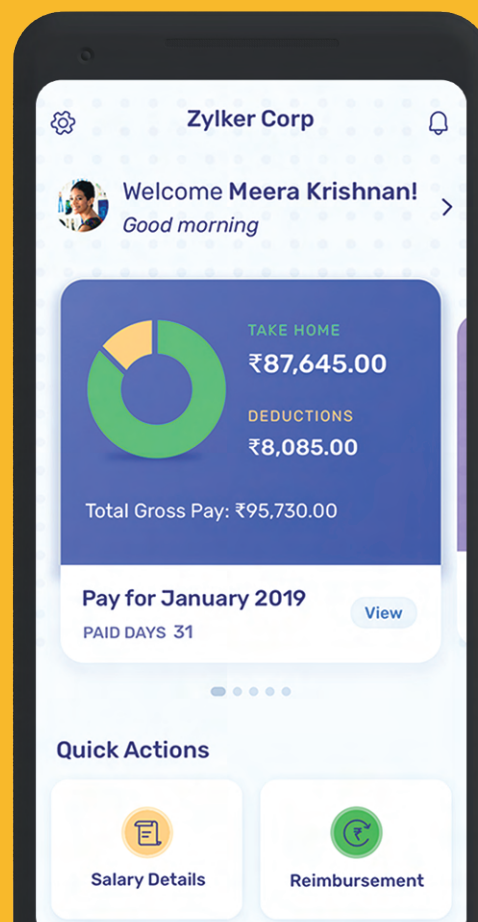 Zylker Corp
Welcome Meera Krishnan!
Good morning
TAKE HOME
₹87,645.00
DEDUCTIONS
₹8,085.00
Total Gross Pay: ₹95,730.00
Pay for January 2019
View
PAID DAYS 31
Quick Actions
Salary Details
Reimbursement